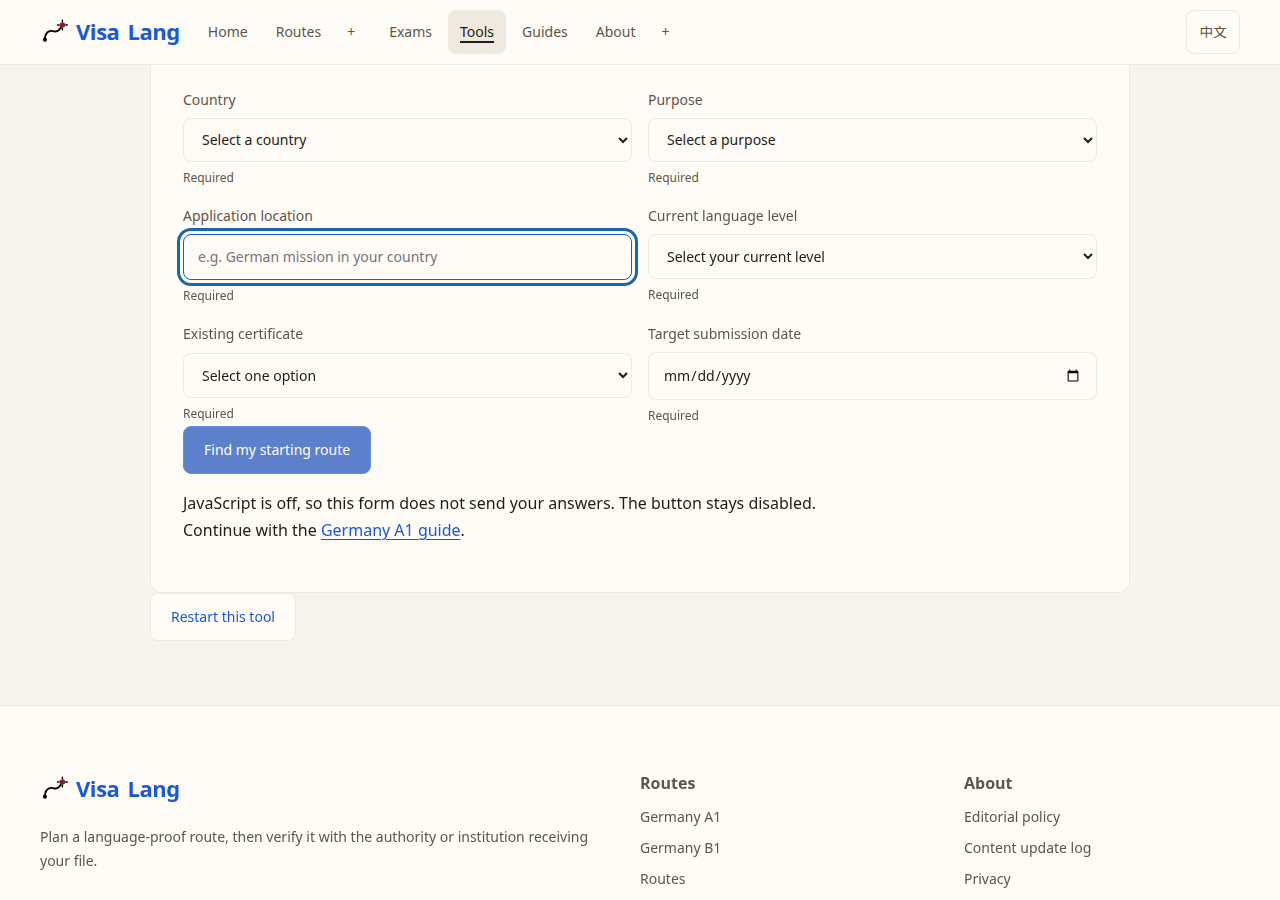 Visa Lang
Home
Routes
+
Exams
Tools
Guides
About
+
中文
Country
Purpose
Select a country
Select a purpose
Required
Required
Application location
Current language level
e.g. German mission in your country
Select your current level
Required
Required
Existing certificate
Target submission date
Select one option
mm/dd/yyyy
Required
Required
Find my starting route
JavaScript is off, so this form does not send your answers. The button stays disabled.
Continue with the Germany A1 guide.
Restart this tool
Visa Lang
Plan a language-proof route, then verify it with the authority or institution receiving
your file.
Routes
Germany A1
Germany B1
Routes
About
Editorial policy
Content update log
Privacy